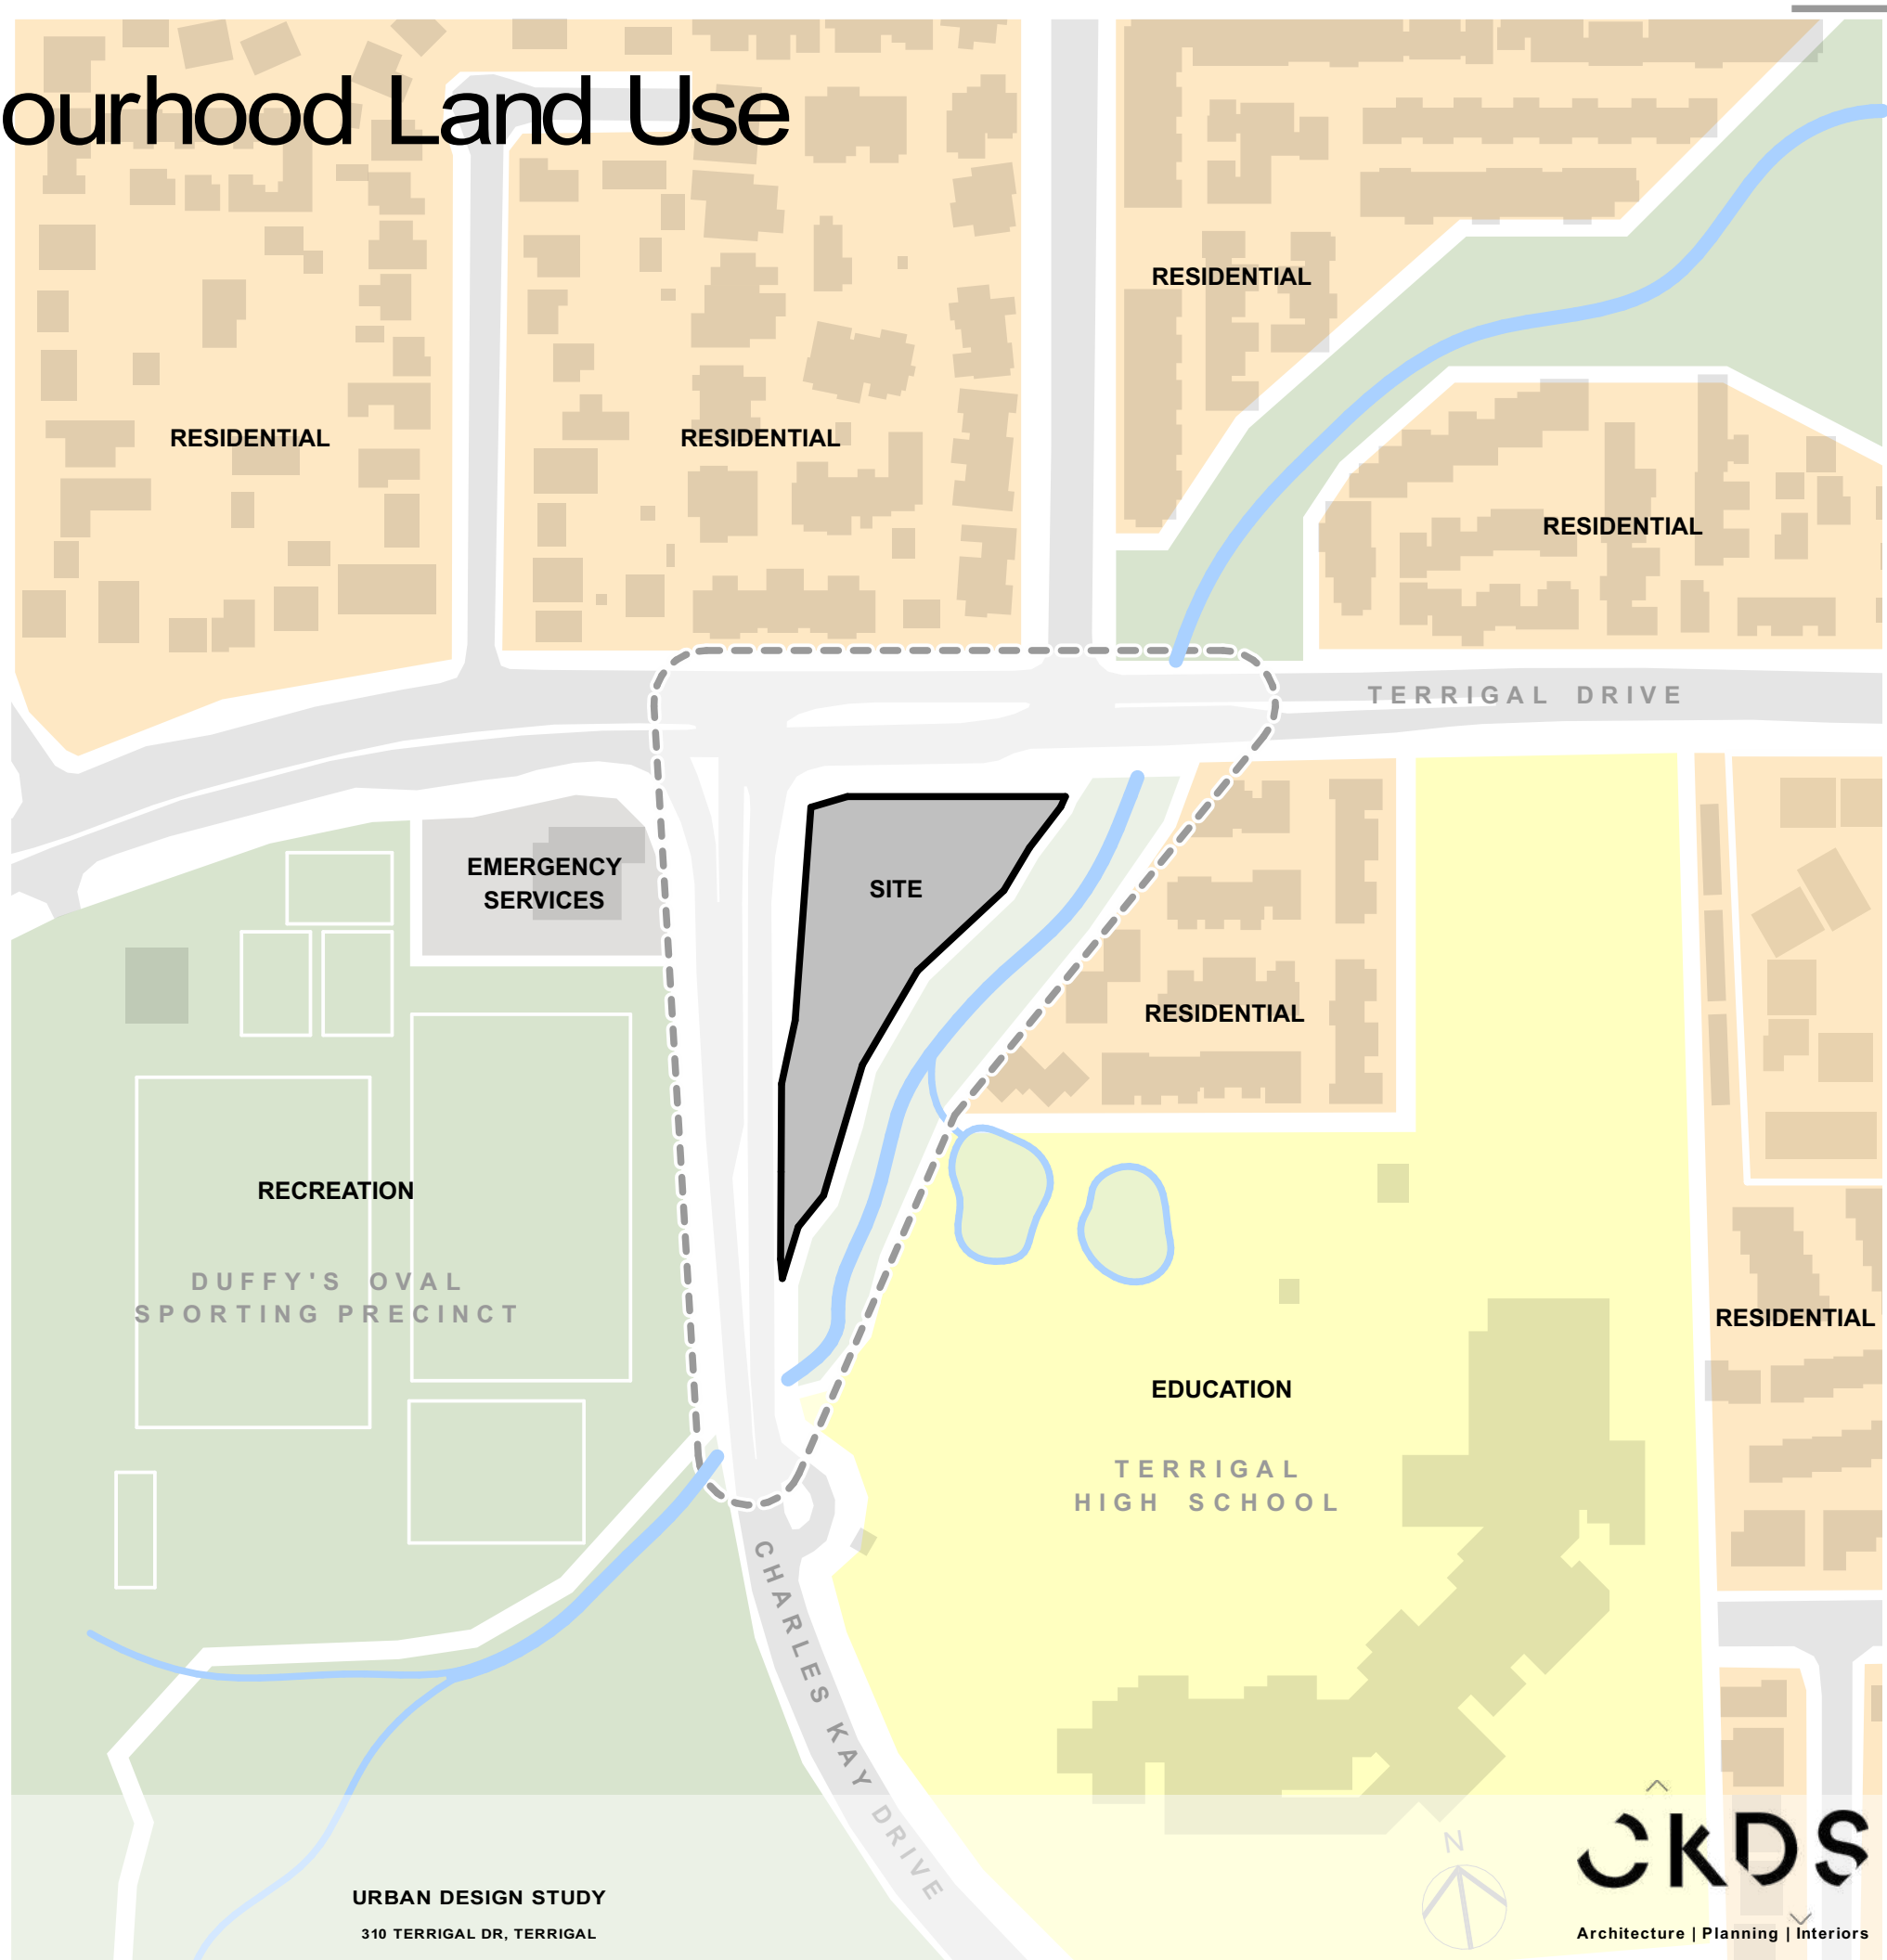 ourhood Land Use
RESIDENTIAL
RESIDENTIAL
RESIDENTIAL
RESIDENTIAL
TERRIGAL DRIVE
EMERGENCY
SERVICES
SITE
RESIDENTIAL
RECREATION
DUFFY'S OVAL
SPORTING PRECINCT
RESIDENTIAL
EDUCATION
TERRIGAL
HIGH SCHOOL
CHARLES KAY DRIVE
N
CKDS
Architecture | Planning | Interiors
URBAN DESIGN STUDY
310 TERRIGAL DR, TERRIGAL